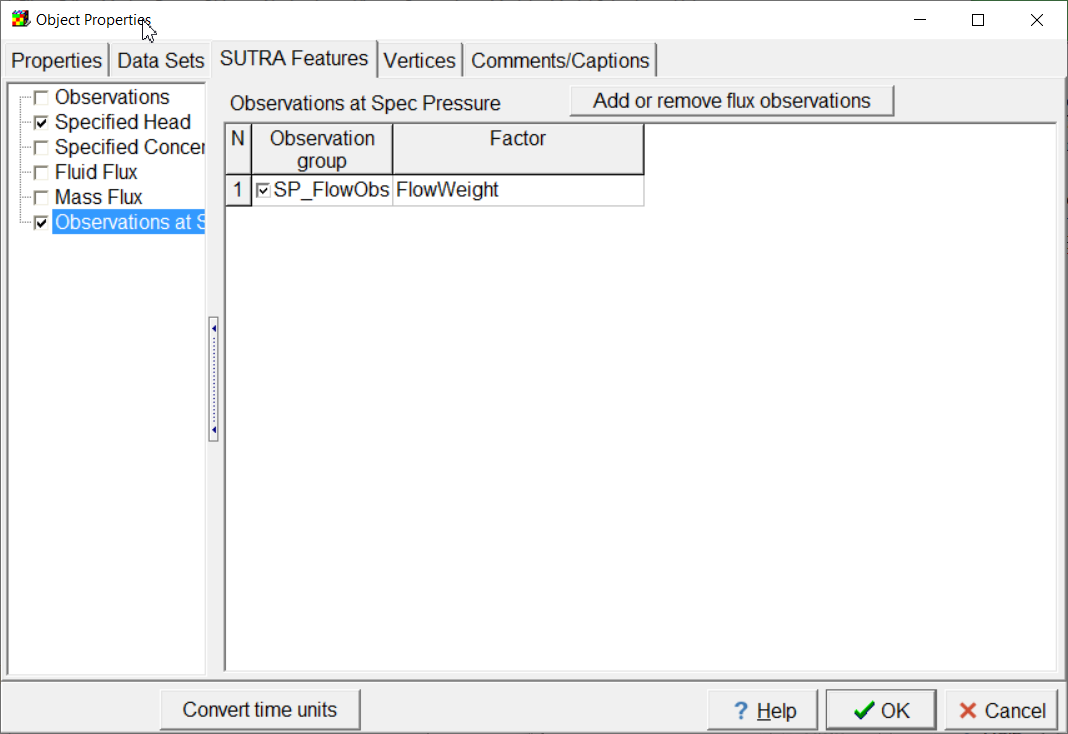 Object Properties
Properties Data Sets SUTRA Features Vertices Comments/Captions
Observations
Specified Head
Specified Concer
Fluid Flux
Mass Flux
Observations at S
Observations at Spec Pressure Add or remove flux observations
N Observation group Factor
1 SP_FlowObs FlowWeight
Convert time units ? Help OK Cancel